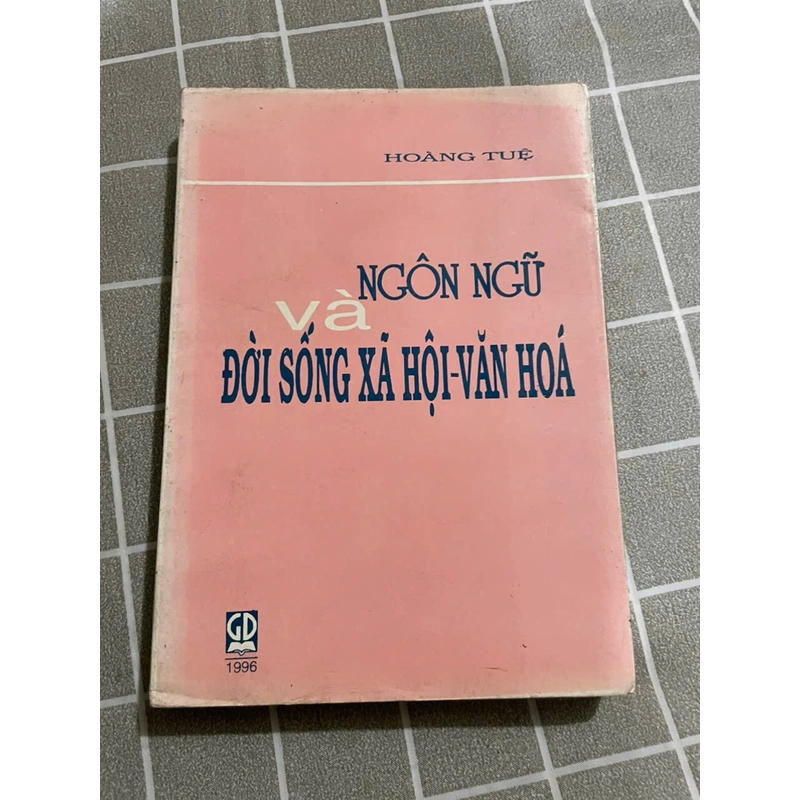 HOÀNG TUỆ
NGÔN NGỮ
và
ĐỜI SỐNG XÃ HỘI-VĂN HOÁ
GD
1996